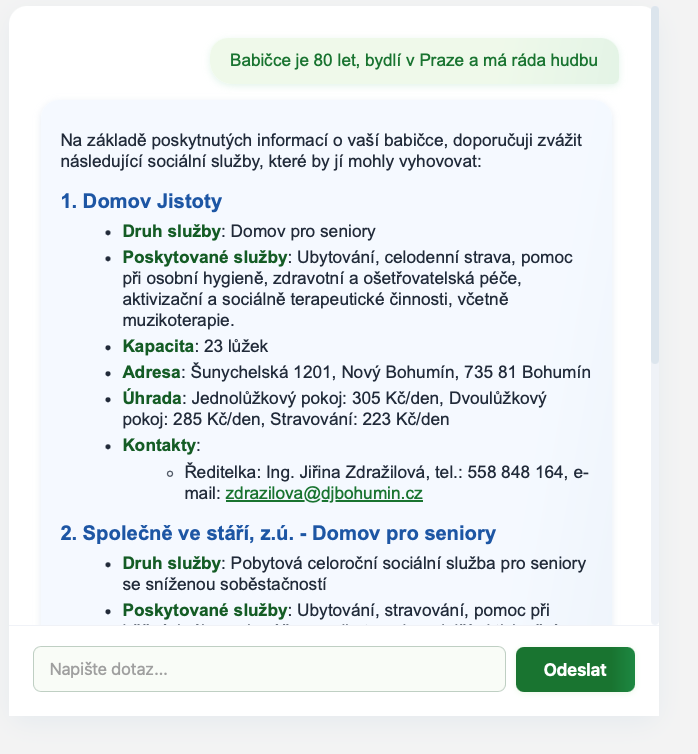 Babičce je 80 let, bydlí v Praze a má ráda hudbu
Na základě poskytnutých informací o vaší babičce, doporučuji zvážit
následující sociální služby, které by jí mohly vyhovovat:
1. Domov Jistoty
• Druh služby: Domov pro seniory
• Poskytované služby: Ubytování, celodenní strava, pomoc
při osobní hygieně, zdravotní a ošetřovatelská péče,
aktivizační a sociálně terapeutické činnosti, včetně
muzikoterapie.
• Kapacita: 23 lůžek
• Adresa: Šunychelská 1201, Nový Bohumín, 735 81 Bohumín
• Úhrada: Jednolůžkový pokoj: 305 Kč/den, Dvoulůžkový
pokoj: 285 Kč/den, Stravování: 223 Kč/den
• Kontakty:
◦ Ředitelka: Ing. Jiřina Zdražilová, tel.: 558 848 164, e-
mail: zdrazilova@djbohumin.cz
2. Společně ve stáří, z.ú. - Domov pro seniory
• Druh služby: Pobytová celoroční sociální služba pro seniory
se sníženou soběstačností
• Poskytované služby: Ubytování, stravování, pomoc při
Napište dotaz...
Odeslat